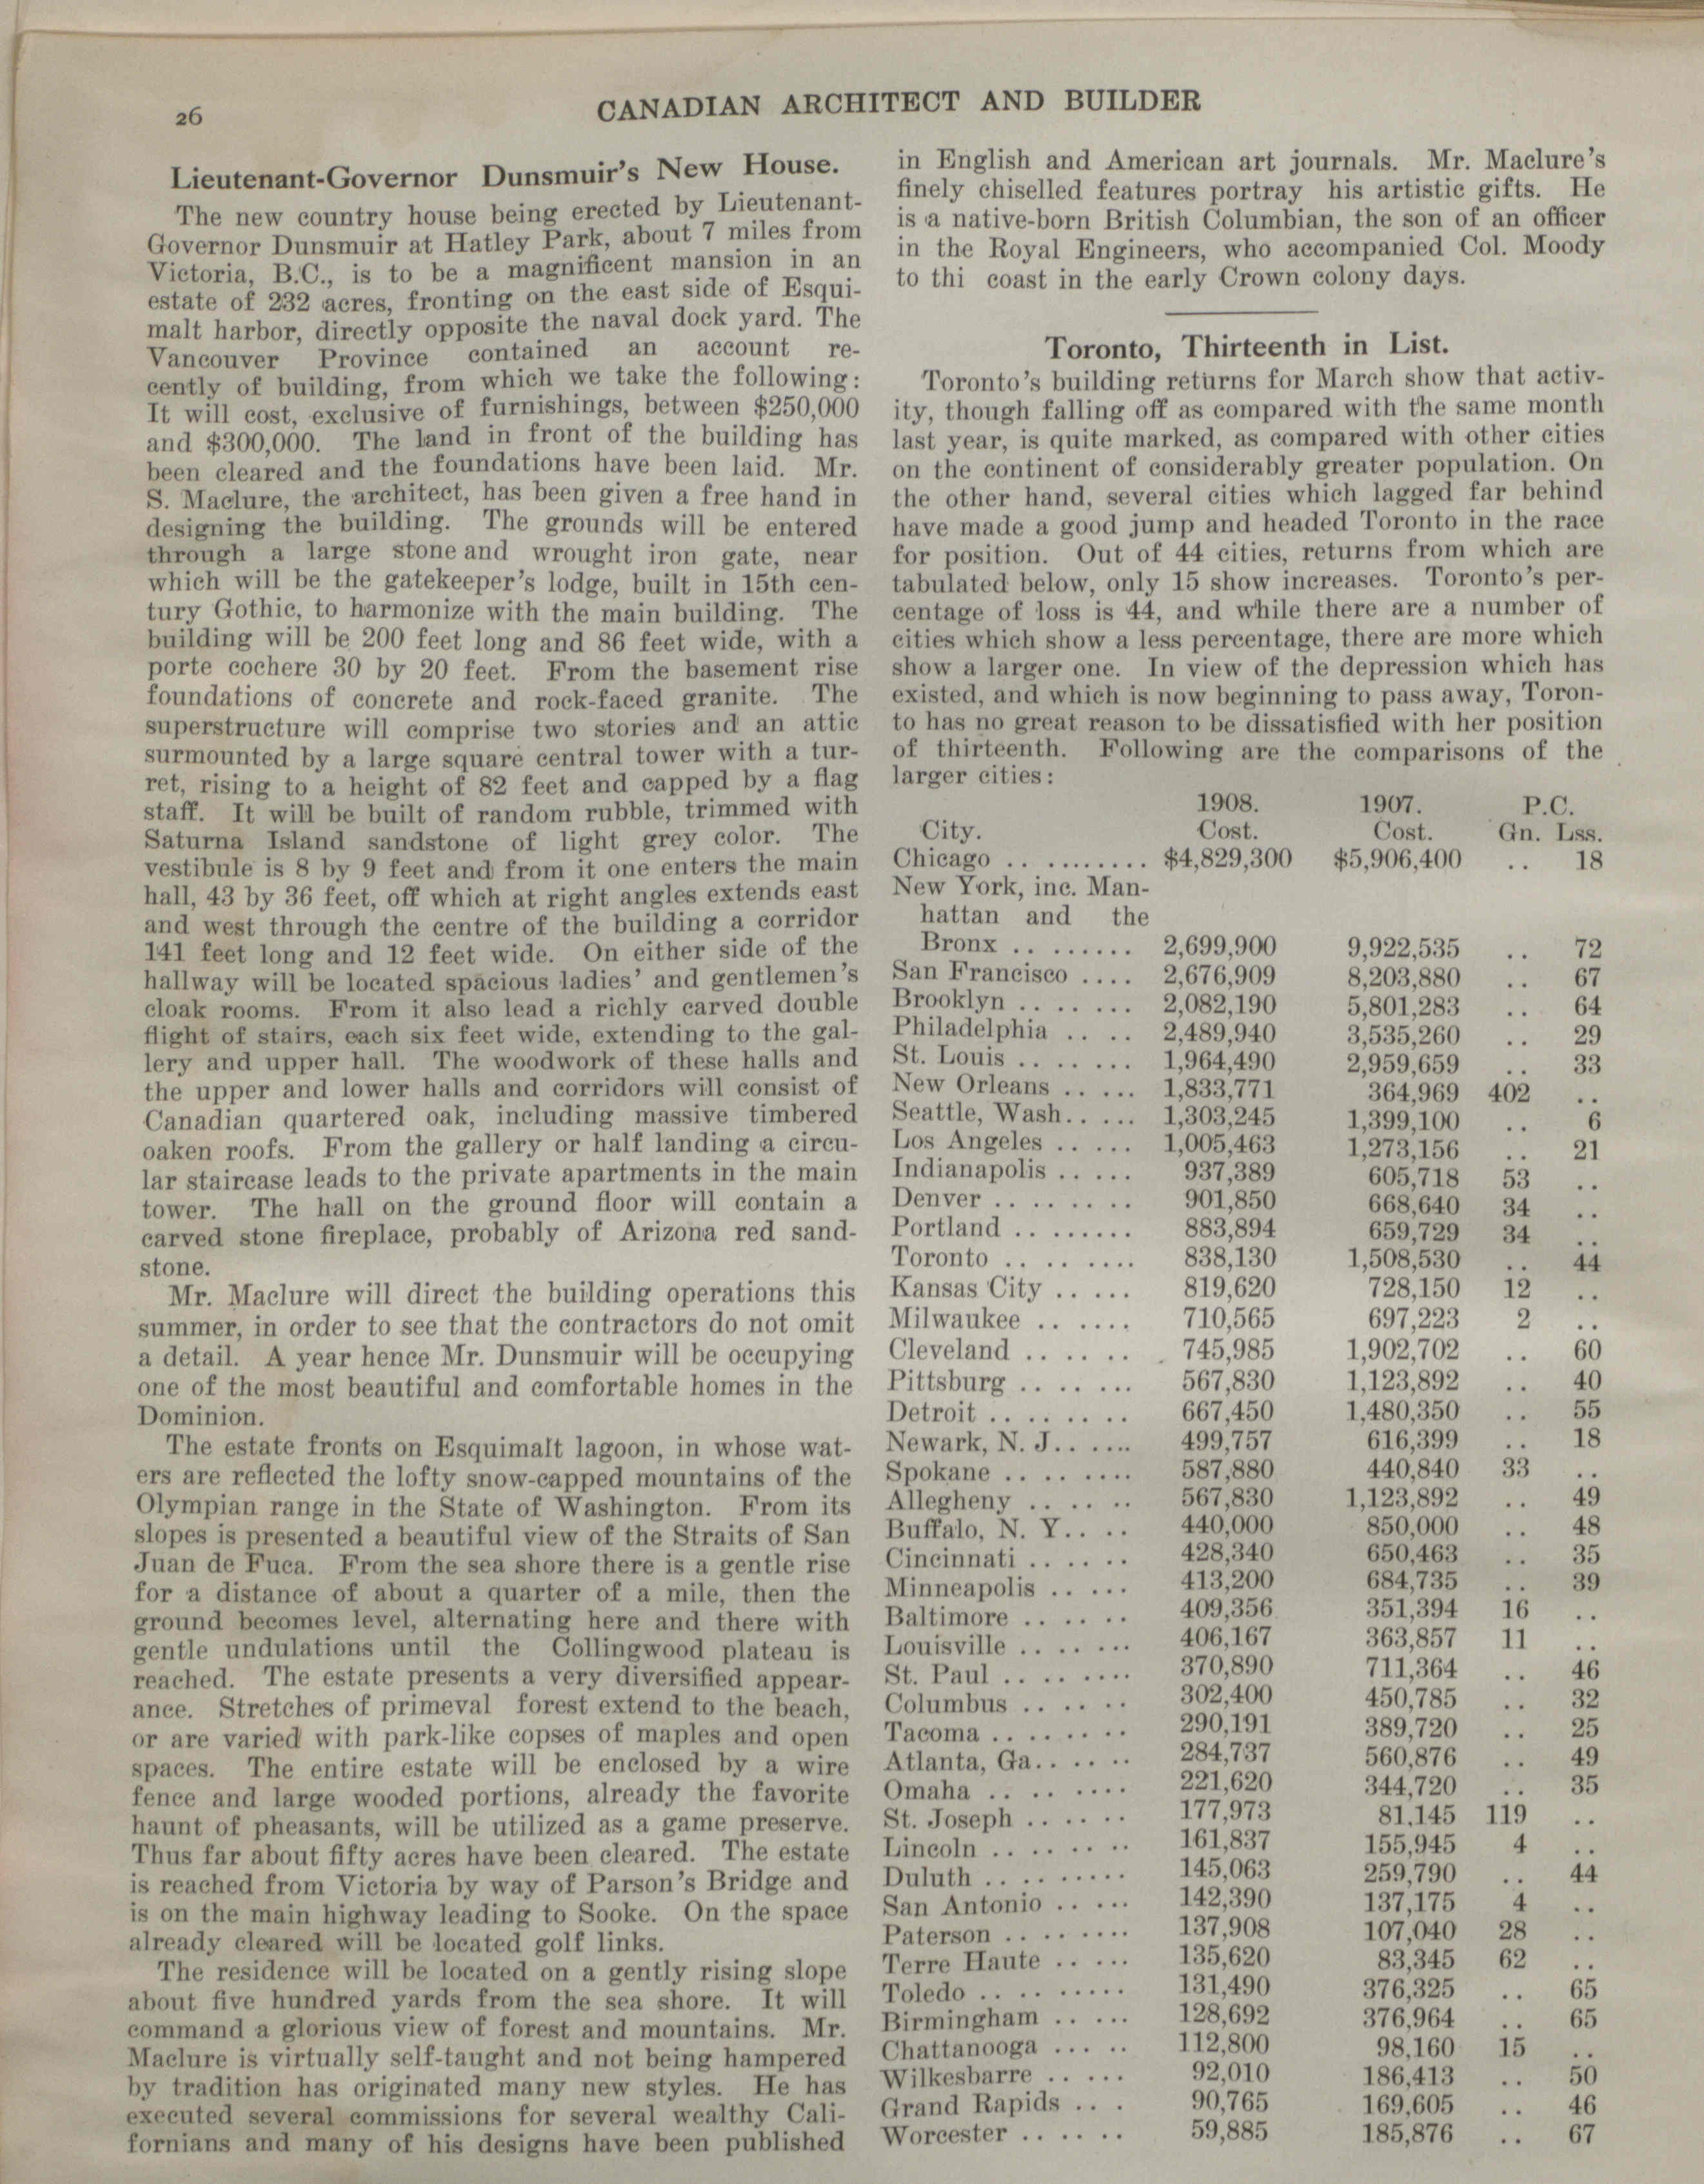 26
CANADIAN ARCHITECT AND BUILDER
Lieutenant-Governor Dunsmuir's New House.
The new country house being erected by Lieutenant-
Governor Dunsmuir at Hatley Park, about 7 miles from
Victoria, B.C., is to be a magnificent mansion in an
estate of 232 acres, fronting on the east side of Esqui-
malt harbor, directly opposite the naval dock yard. The
Vancouver Province contained an account re-
cently of building, from which we take the following:
It will cost, exclusive of furnishings, between $250,000
and $300,000. The land in front of the building has
been cleared and the foundations have been laid. Mr.
S. Maclure, the architect, has been given a free hand in
designing the building. The grounds will be entered
through a large stone and wrought iron gate, near
which will be the gatekeeper's lodge, built in 15th cen-
tury Gothic, to harmonize with the main building. The
building will be 200 feet long and 86 feet wide, with a
porte cochere 30 by 20 feet. From the basement rise
foundations of concrete and rock-faced granite. The
superstructure will comprise two stories and an attic
surmounted by a large square central tower with a tur-
ret, rising to a height of 82 feet and capped by a flag
staff. It will be built of random rubble, trimmed with
Saturna Island sandstone of light grey color. The
vestibule is 8 by 9 feet and from it one enters the main
hall, 43 by 36 feet, off which at right angles extends east
and west through the centre of the building a corridor
141 feet long and 12 feet wide. On either side of the
hallway will be located spacious ladies' and gentlemen's
cloak rooms. From it also lead a richly carved double
flight of stairs, each six feet wide, extending to the gal-
lery and upper hall. The woodwork of these halls and
the upper and lower halls and corridors will consist of
Canadian quartered oak, including massive timbered
oaken roofs. From the gallery or half landing a circu-
lar staircase leads to the private apartments in the main
tower. The hall on the ground floor will contain a
carved stone fireplace, probably of Arizona red sand-
stone.
Mr. Maclure will direct the building operations this
summer, in order to see that the contractors do not omit
a detail. A year hence Mr. Dunsmuir will be occupying
one of the most beautiful and comfortable homes in the
Dominion.
The estate fronts on Esquimalt lagoon, in whose wat-
ers are reflected the lofty snow-capped mountains of the
Olympian range in the State of Washington. From its
slopes is presented a beautiful view of the Straits of San
Juan de Fuca. From the sea shore there is a gentle rise
for a distance of about a quarter of a mile, then the
ground becomes level, alternating here and there with
gentle undulations until the Collingwood plateau is
reached. The estate presents a very diversified appear-
ance. Stretches of primeval forest extend to the beach,
or are varied with park-like copses of maples and open
spaces. The entire estate will be enclosed by a wire
fence and large wooded portions, already the favorite
haunt of pheasants, will be utilized as a game preserve.
Thus far about fifty acres have been cleared. The estate
is reached from Victoria by way of Parson's Bridge and
is on the main highway leading to Sooke. On the space
already cleared will be located golf links.
The residence will be located on a gently rising slope
about five hundred yards from the sea shore. It will
command a glorious view of forest and mountains. Mr.
Maclure is virtually self-taught and not being hampered
by tradition has originated many new styles. He has
executed several commissions for several wealthy Cali-
fornians and many of his designs have been published
in English and American art journals. Mr. Maclure's
finely chiselled features portray his artistic gifts. He
is a native-born British Columbian, the son of an officer
in the Royal Engineers, who accompanied Col. Moody
to thi coast in the early Crown colony days.
Toronto, Thirteenth in List.
Toronto's building returns for March show that activ-
ity, though falling off as compared with the same month
last year, is quite marked, as compared with other cities
on the continent of considerably greater population. On
the other hand, several cities which lagged far behind
have made a good jump and headed Toronto in the race
for position. Out of 44 cities, returns from which are
tabulated below, only 15 show increases. Toronto's per-
centage of loss is 44, and while there are a number of
cities which show a less percentage, there are more which
show a larger one. In view of the depression which has
existed, and which is now beginning to pass away, Toron-
to has no great reason to be dissatisfied with her position
of thirteenth. Following are the comparisons of the
larger cities:
1908. 1907. P.C.
City. Cost. Cost. Gn. Lss.
Chicago .. ......... $4,829,300 $5,906,400 .. 18
New York, inc. Man-
hattan and the
Bronx .. ...... 2,699,900 9,922,535 .. 72
San Francisco .... 2,676,909 8,203,880 .. 67
Brooklyn .. .. .... 2,082,190 5,801,283 .. 64
Philadelphia .. .. 2,489,940 3,535,260 .. 29
St. Louis .. .. .... 1,964,490 2,959,659 .. 33
New Orleans .. ... 1,833,771 364,969 402 ..
Seattle, Wash.. ... 1,303,245 1,399,100 .. 6
Los Angeles .. ... 1,005,463 1,273,156 .. 21
Indianapolis .. ... 937,389 605,718 53 ..
Denver .. .. .. .. 901,850 668,640 34 ..
Portland .. ...... 883,894 659,729 34 ..
Toronto .. .. .... 838,130 1,508,530 .. 44
Kansas City .. ... 819,620 728,150 12 ..
Milwaukee .. .... 710,565 697,223 2 ..
Cleveland .. .. .. 745,985 1,902,702 .. 60
Pittsburg .. .. ... 567,830 1,123,892 .. 40
Detroit .. .. .. .. 667,450 1,480,350 .. 55
Newark, N. J.. .... 499,757 616,399 .. 18
Spokane .. .. .... 587,880 440,840 33 ..
Allegheny .. .. .. 567,830 1,123,892 .. 49
Buffalo, N. Y.. .. 440,000 850,000 .. 48
Cincinnati .. .. .. 428,340 650,463 .. 35
Minneapolis .. ... 413,200 684,735 .. 39
Baltimore .. .. .. 409,356 351,394 16 ..
Louisville .. .. ... 406,167 363,857 11 ..
St. Paul .. .. .... 370,890 711,364 .. 46
Columbus .. .. .. 302,400 450,785 .. 32
Tacoma .. .. .. .. 290,191 389,720 .. 25
Atlanta, Ga.. .. .. 284,737 560,876 .. 49
Omaha .. .. .... 221,620 344,720 .. 35
St. Joseph .. .. .. 177,973 81,145 119 ..
Lincoln .. .. .. .. 161,837 155,945 4 ..
Duluth .. .. ..... 145,063 259,790 .. 44
San Antonio .. ... 142,390 137,175 4 ..
Paterson .. .. .... 137,908 107,040 28 ..
Terre Haute .. ... 135,620 83,345 62 ..
Toledo .. .. ..... 131,490 376,325 .. 65
Birmingham .. ... 128,692 376,964 .. 65
Chattanooga ... .. 112,800 98,160 15 ..
Wilkesbarre .. ... 92,010 186,413 .. 50
Grand Rapids .. . 90,765 169,605 .. 46
Worcester .. .. .. 59,885 185,876 .. 67